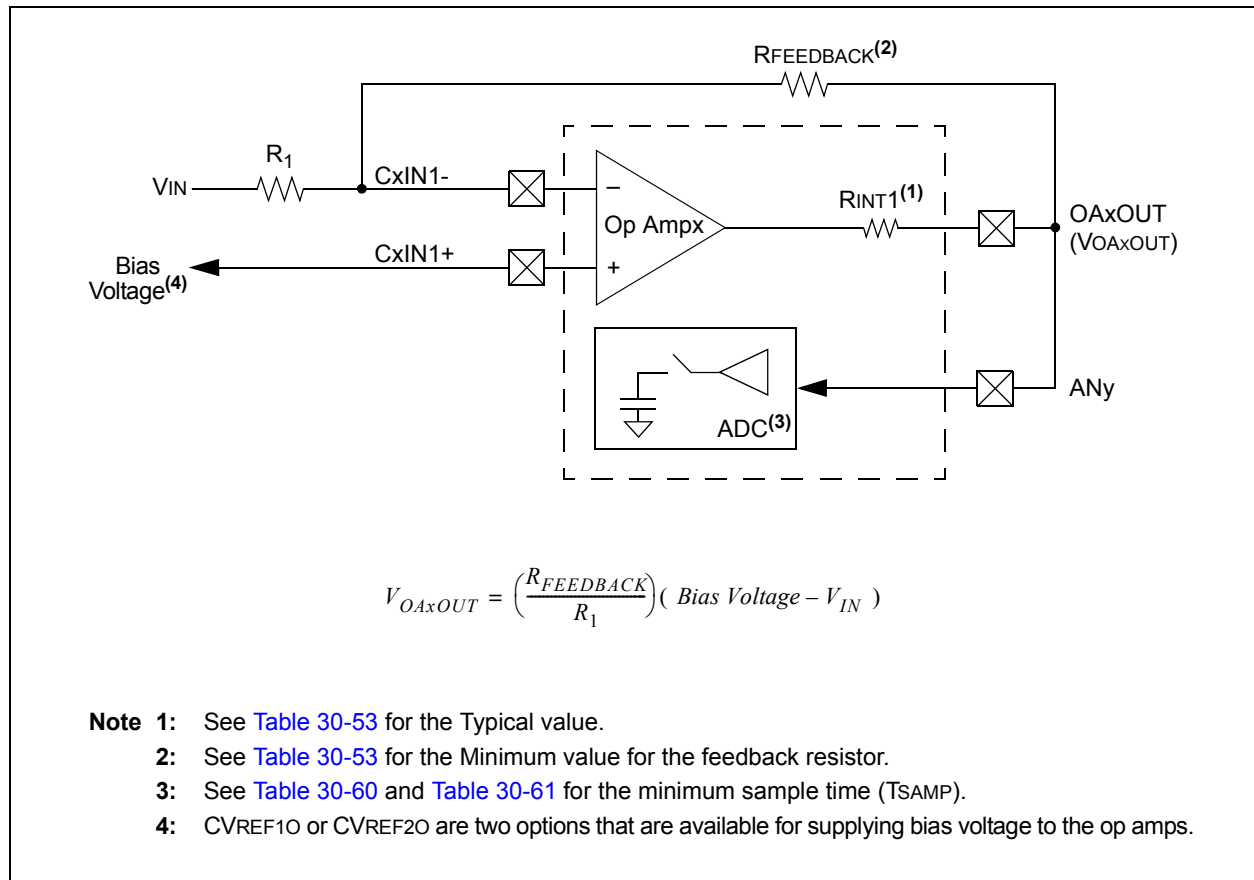 RFEEDBACK(2)
R1
VIN
CxIN1-
–
Op Ampx
RINT1(1)
OAxOUT
(VOAxOUT)
CxIN1+
+
Bias
Voltage(4)
ADC(3)
ANy
VOAxOUT = (RFEEDBACK / R1) ( Bias Voltage – VIN )
Note 1: See Table 30-53 for the Typical value.
2: See Table 30-53 for the Minimum value for the feedback resistor.
3: See Table 30-60 and Table 30-61 for the minimum sample time (TSAMP).
4: CVREF1O or CVREF2O are two options that are available for supplying bias voltage to the op amps.